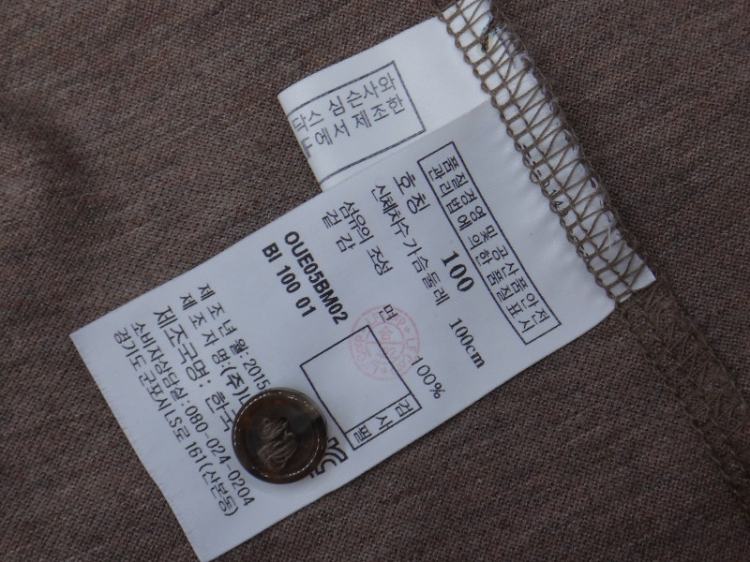 닥스 심슨사와
에서 제조한
품질경영 및 공산품안전
관리법에 의한 품질표시
호칭 100
신체치수 가슴둘레 100cm
섬유의 조성
겉감 면 100%
검사필
OUE05BM02
BI 100 01
제조년월:2015
제조자명:(주)
제조국명:한국
소비자상담실:080-024-0204
경기도군포시LS로 161(산본동)